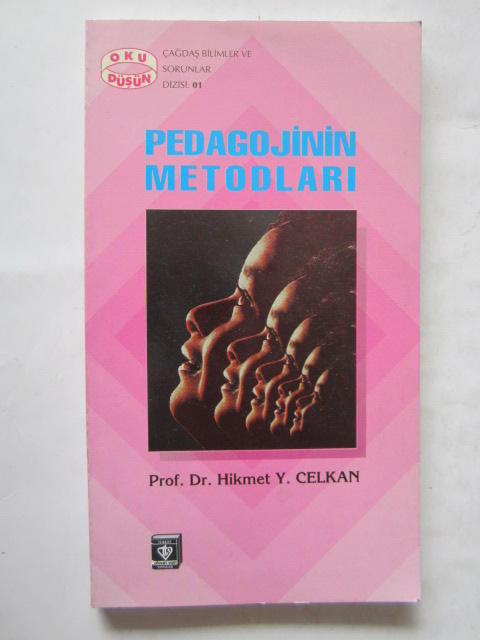 OKU
DÜŞÜN
ÇAĞDAŞ BİLİMLER VE
SORUNLAR
DİZİSİ: 01
PEDAGOJİNİN
METODLARI
Prof. Dr. Hikmet Y. CELKAN